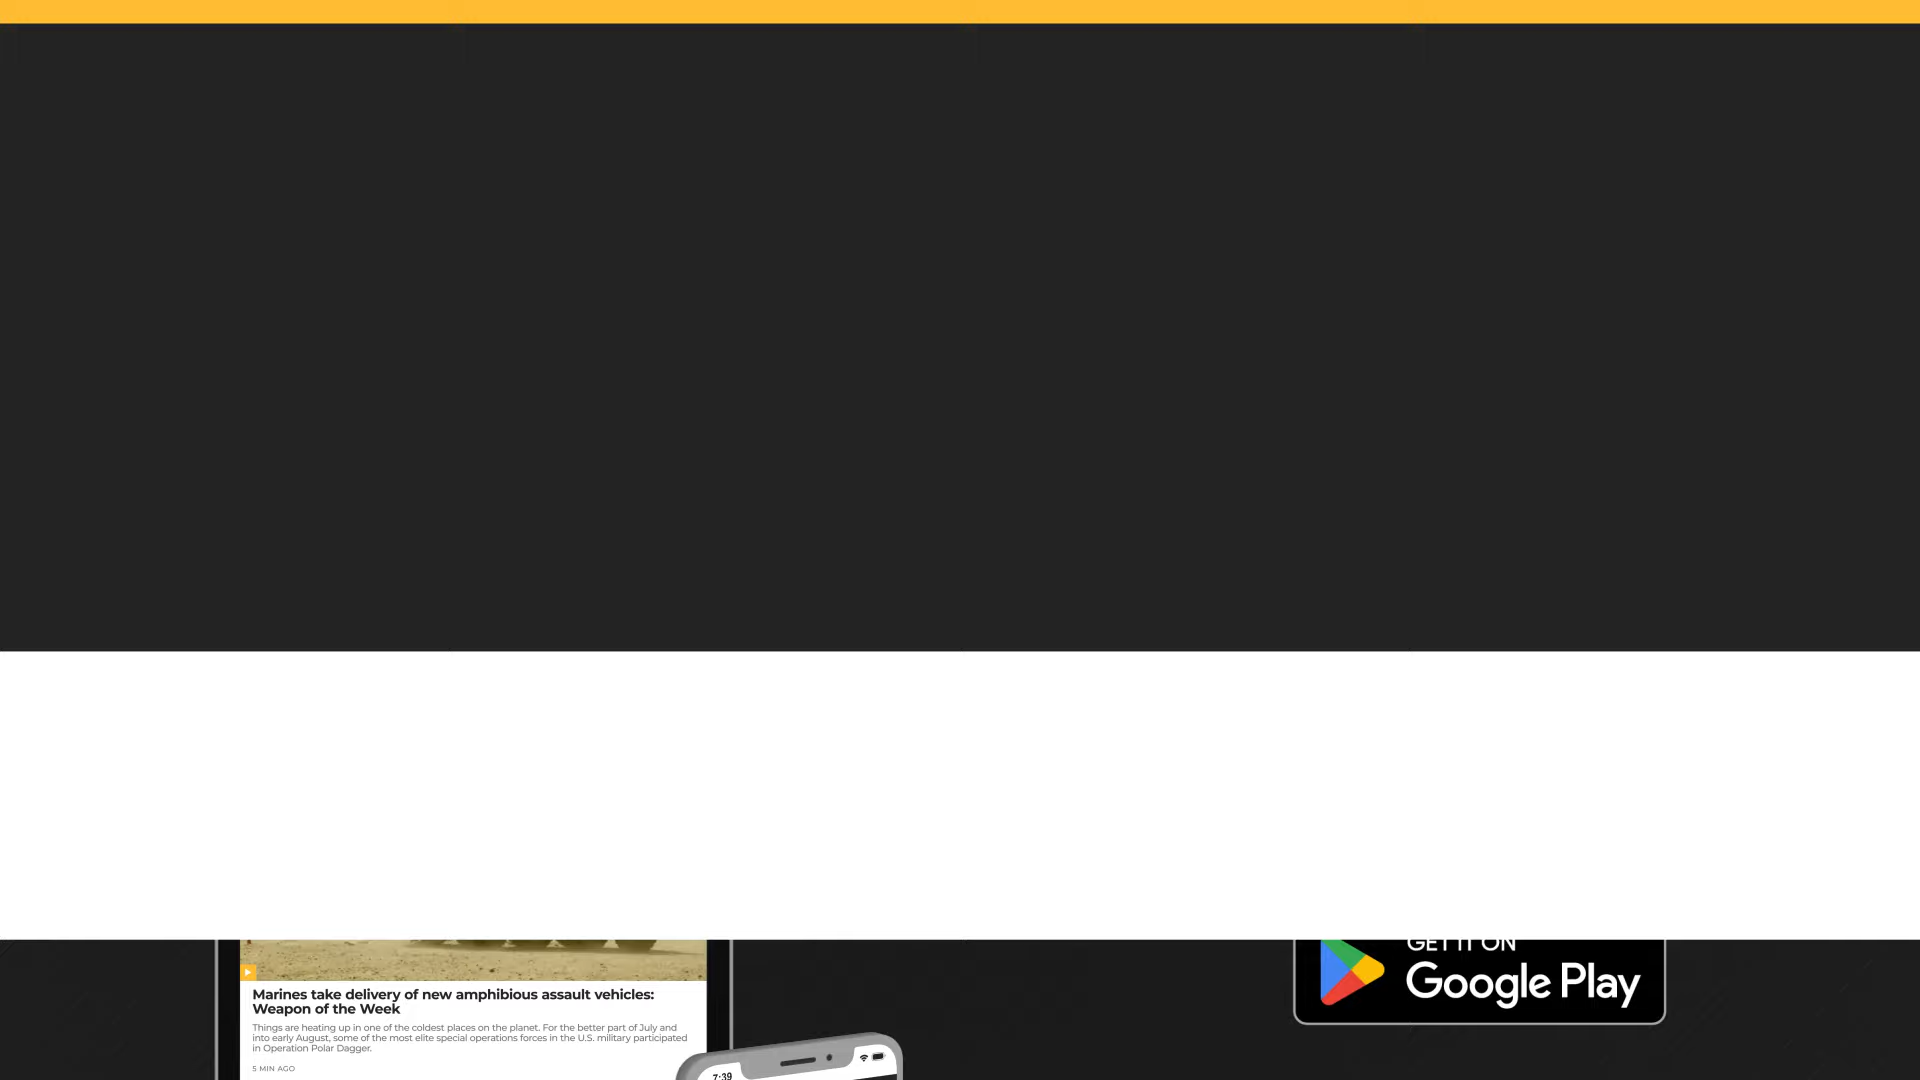 GET IT ON
Google Play
Marines take delivery of new amphibious assault vehicles:
Weapon of the Week
Things are heating up in one of the coldest places on the planet. For the better part of July and
into early August, some of the most elite special operations forces in the U.S. military participated
in Operation Polar Dagger.
5 MIN AGO
7:39